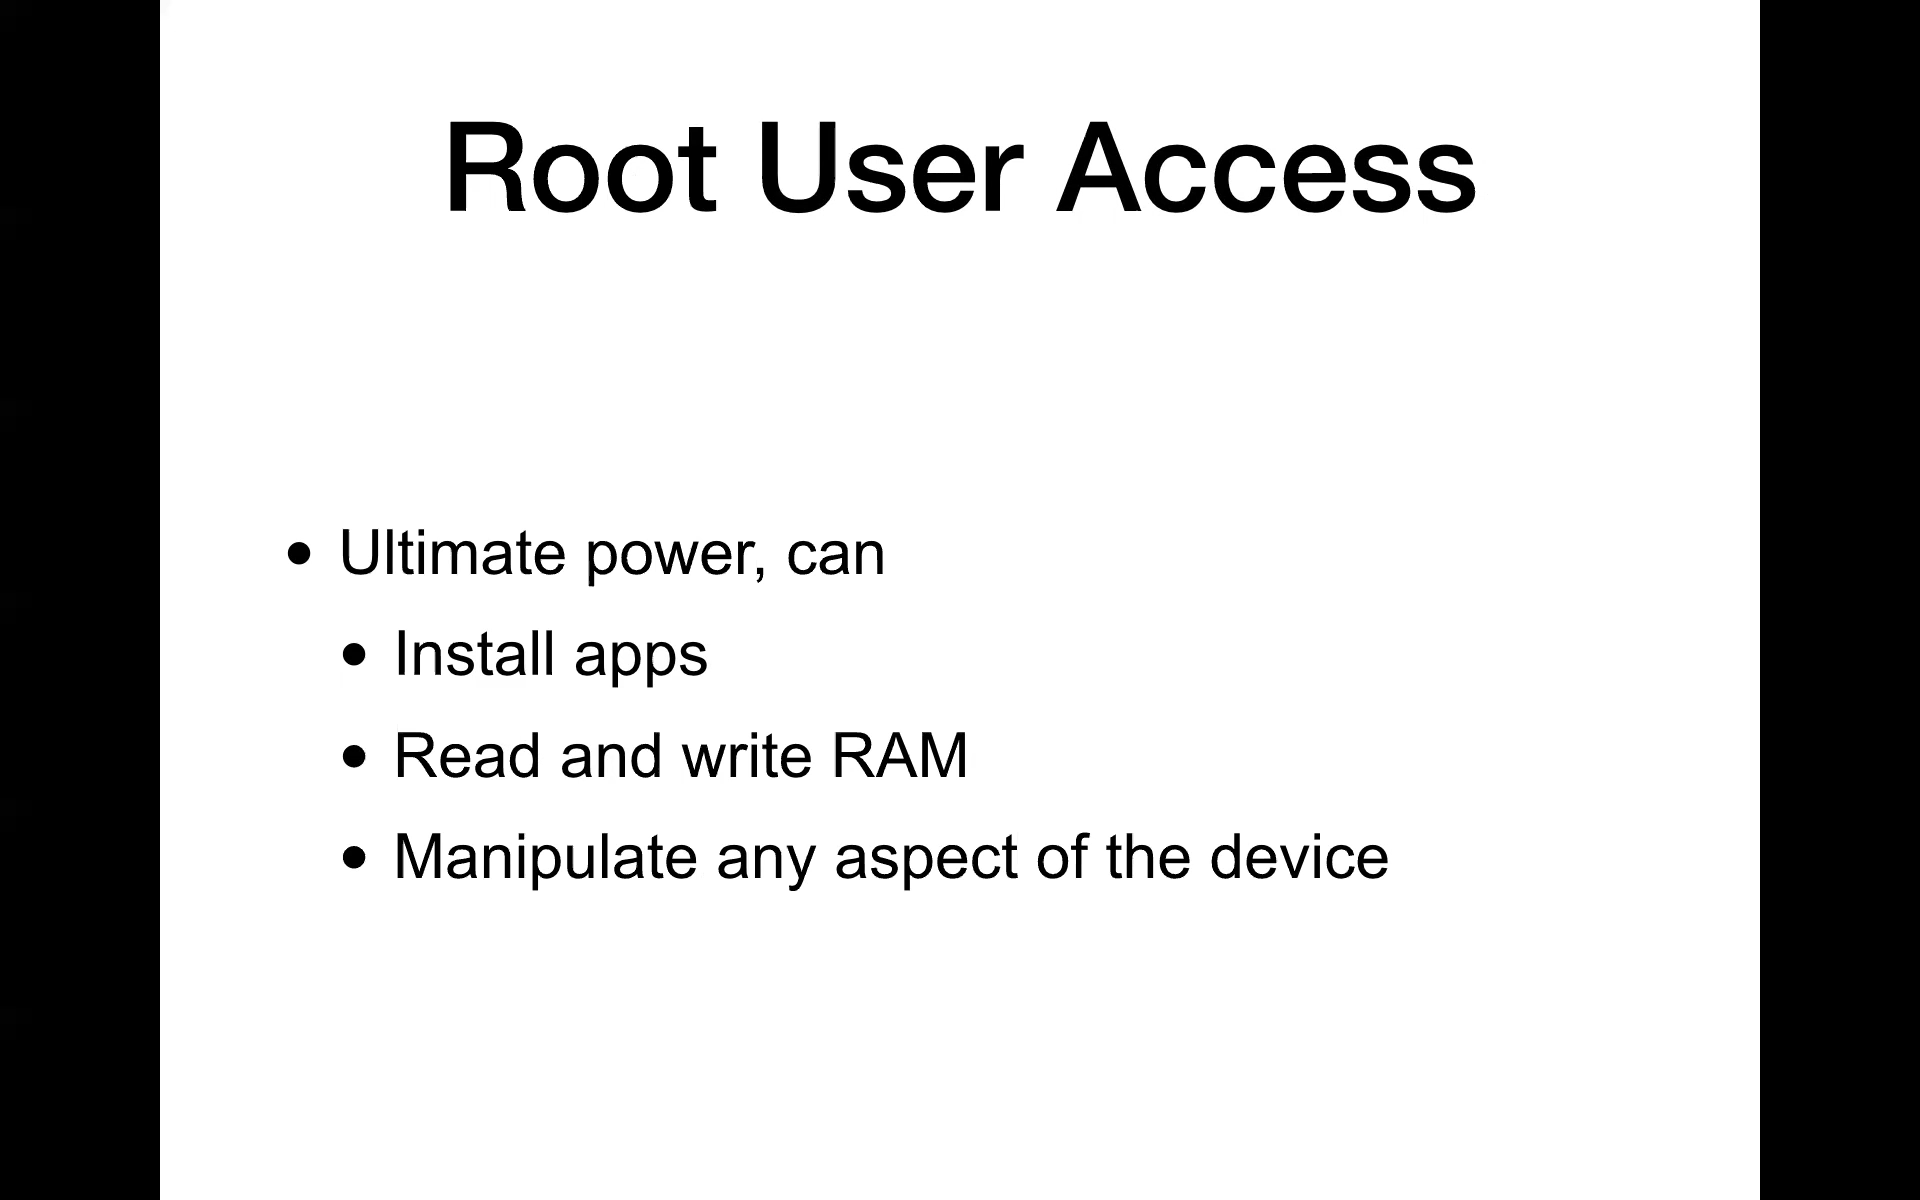 Root User Access
• Ultimate power, can
• Install apps
• Read and write RAM
• Manipulate any aspect of the device